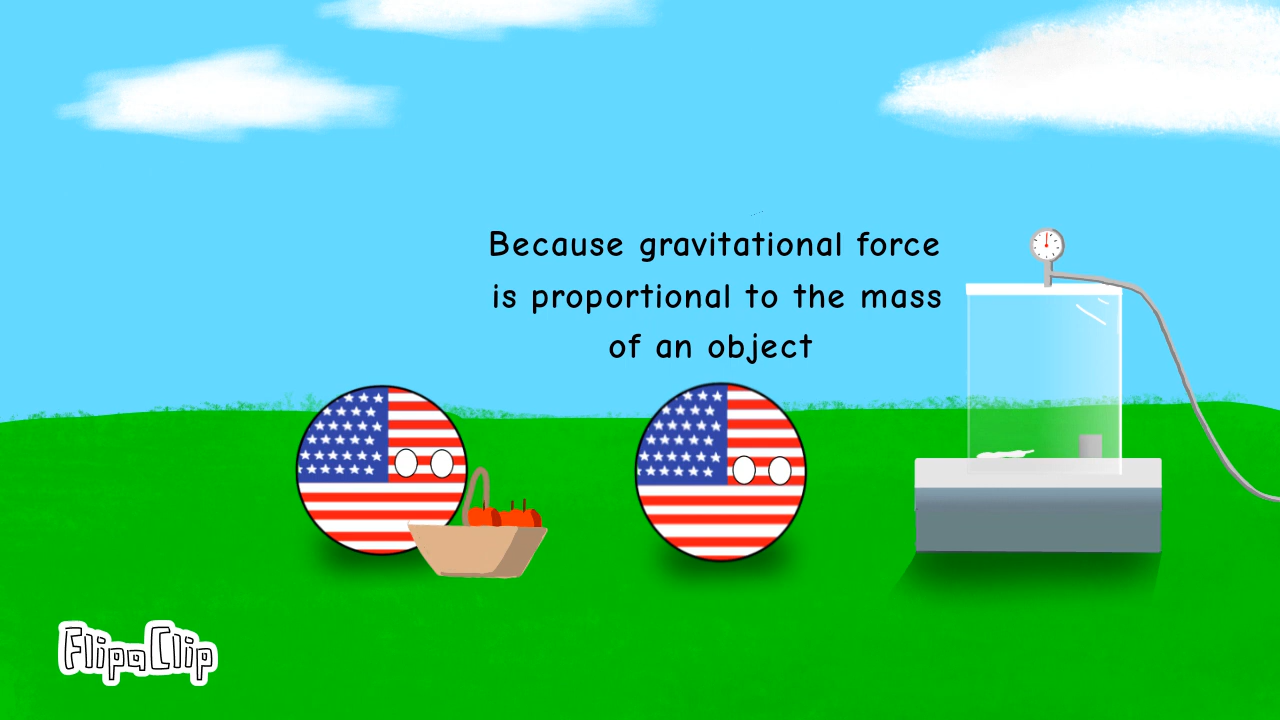 Because gravitational force
is proportional to the mass
of an object
FlipaClip